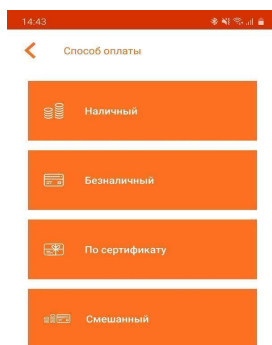 14:43
Способ оплаты
Наличный
Безналичный
По сертификату
Смешанный